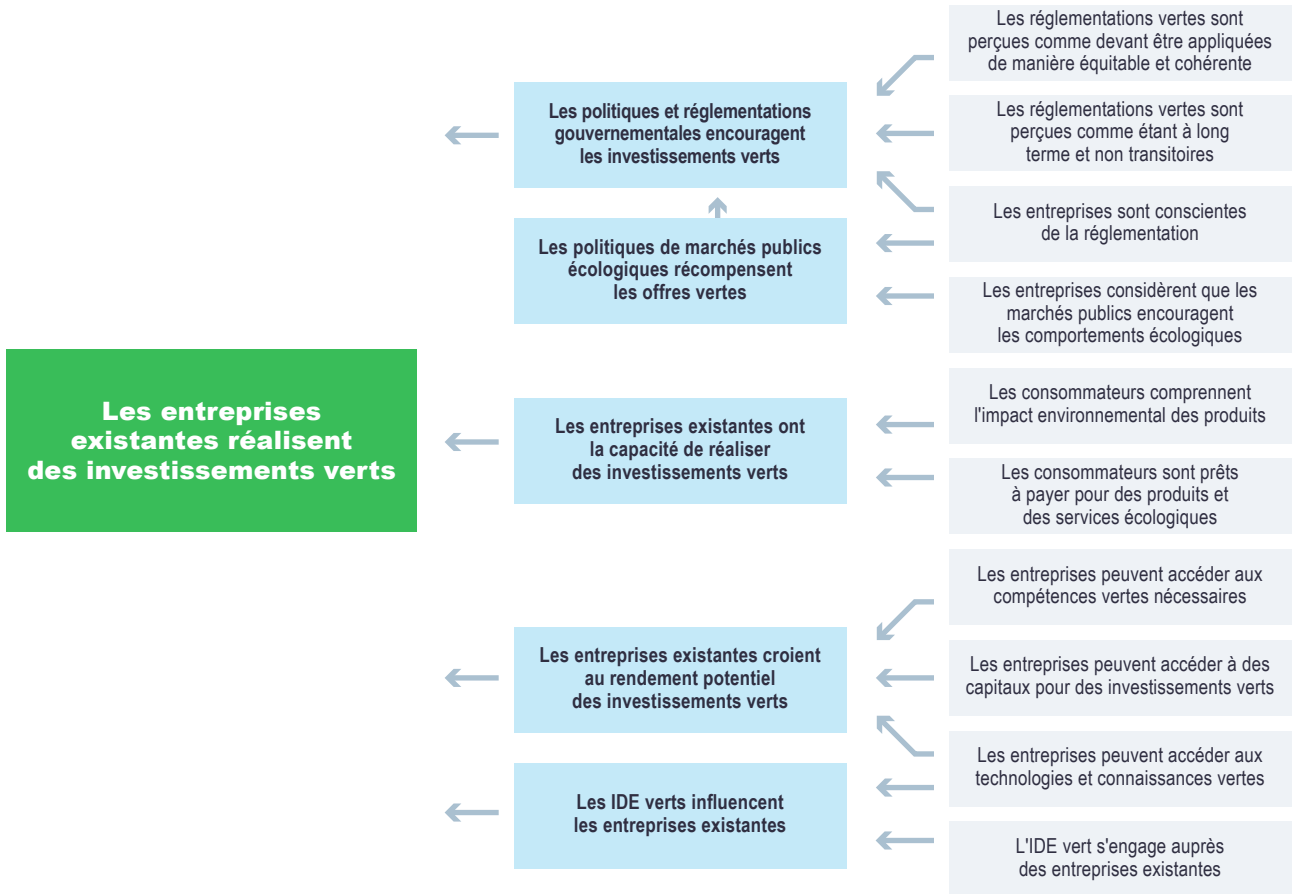 Les entreprises
existantes réalisent
des investissements verts
Les politiques et réglementations
gouvernementales encouragent
les investissements verts
Les politiques de marchés publics
écologiques récompensent
les offres vertes
Les entreprises existantes ont
la capacité de réaliser
des investissements verts
Les entreprises existantes croient
au rendement potentiel
des investissements verts
Les IDE verts influencent
les entreprises existantes
Les réglementations vertes sont
perçues comme devant être appliquées
de manière équitable et cohérente
Les réglementations vertes sont
perçues comme étant à long
terme et non transitoires
Les entreprises sont conscientes
de la réglementation
Les entreprises considèrent que les
marchés publics encouragent
les comportements écologiques
Les consommateurs comprennent
l'impact environnemental des produits
Les consommateurs sont prêts
à payer pour des produits et
des services écologiques
Les entreprises peuvent accéder aux
compétences vertes nécessaires
Les entreprises peuvent accéder à des
capitaux pour des investissements verts
Les entreprises peuvent accéder aux
technologies et connaissances vertes
L'IDE vert s'engage auprès
des entreprises existantes